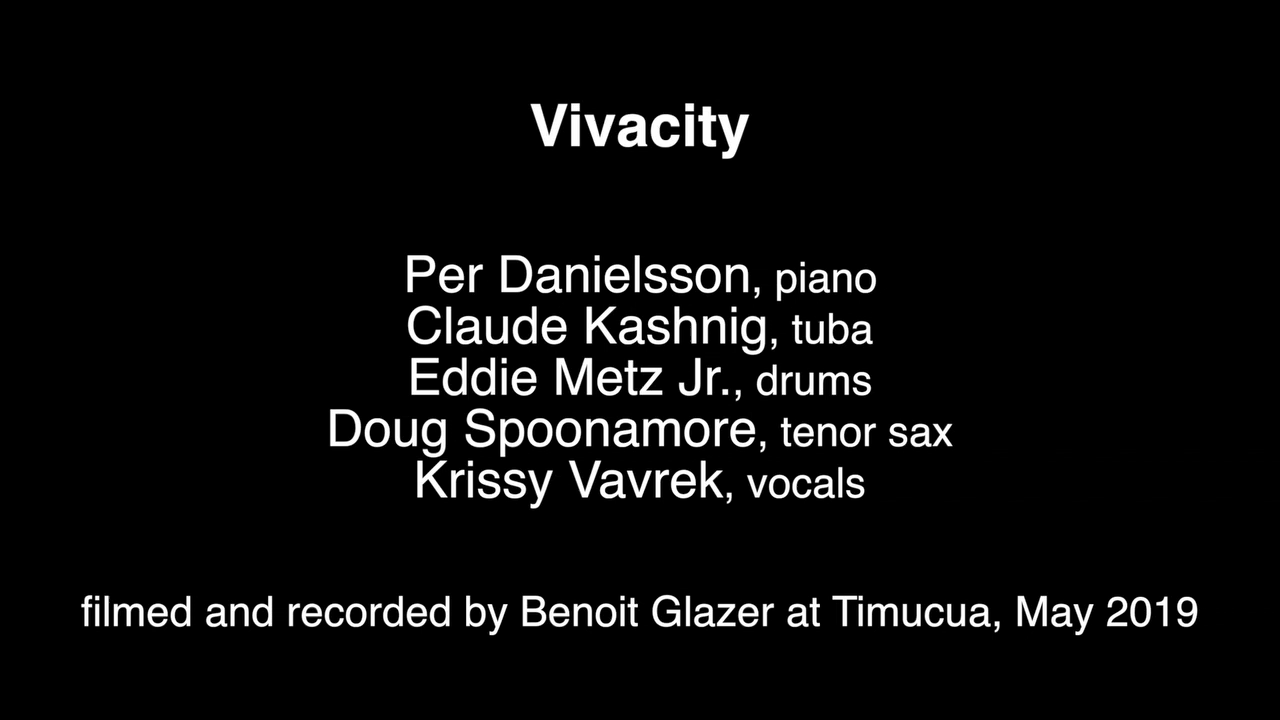 Vivacity
Per Danielsson, piano
Claude Kashnig, tuba
Eddie Metz Jr., drums
Doug Spoonamore, tenor sax
Krissy Vavrek, vocals
filmed and recorded by Benoit Glazer at Timucua, May 2019